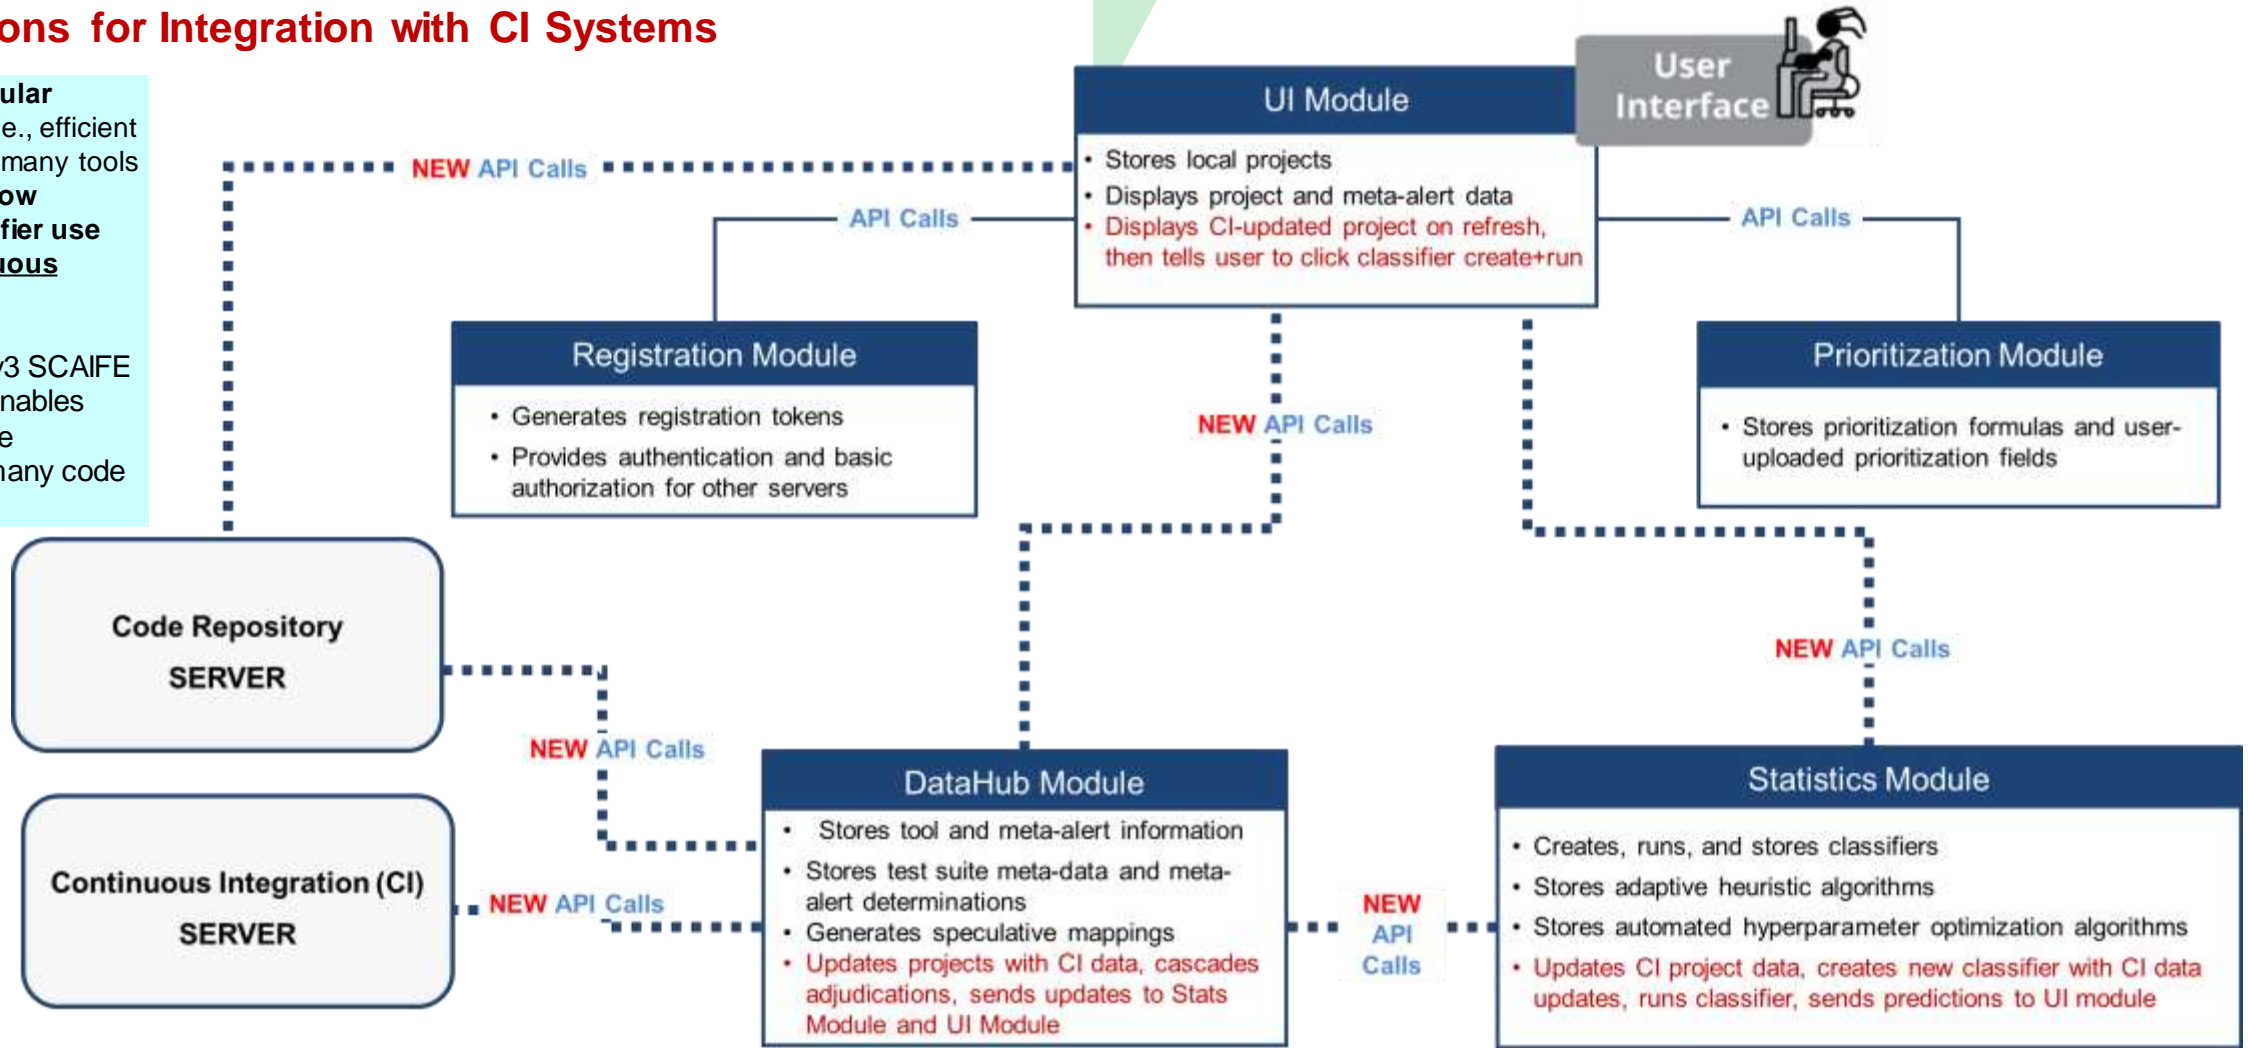 ons for Integration with CI Systems
ular
e., efficient
many tools
ow
fier use
uous
v3 SCAIFE
nables
e
many code
User
Interface
UI Module
• Stores local projects
• Displays project and meta-alert data
• Displays CI-updated project on refresh,
then tells user to click classifier create+run
NEW API Calls
API Calls
API Calls
Registration Module
• Generates registration tokens
• Provides authentication and basic
authorization for other servers
NEW API Calls
Prioritization Module
• Stores prioritization formulas and user-
uploaded prioritization fields
Code Repository
SERVER
NEW API Calls
NEW API Calls
Continuous Integration (CI)
SERVER
NEW API Calls
DataHub Module
• Stores tool and meta-alert information
• Stores test suite meta-data and meta-
alert determinations
• Generates speculative mappings
• Updates projects with CI data, cascades
adjudications, sends updates to Stats
Module and UI Module
NEW
API
Calls
Statistics Module
• Creates, runs, and stores classifiers
• Stores adaptive heuristic algorithms
• Stores automated hyperparameter optimization algorithms
• Updates CI project data, creates new classifier with CI data
updates, runs classifier, sends predictions to UI module